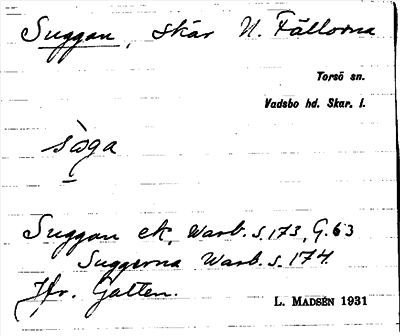 Suggan, skär N. Fällorna
Torsö sn.
Vadsbo hd. Skar. l.
sòga
Suggan ek, Warb. s. 173, G. 63
Suggorna Warb. s. 174.
Jfr. Galten.
L. MADSÉN 1931